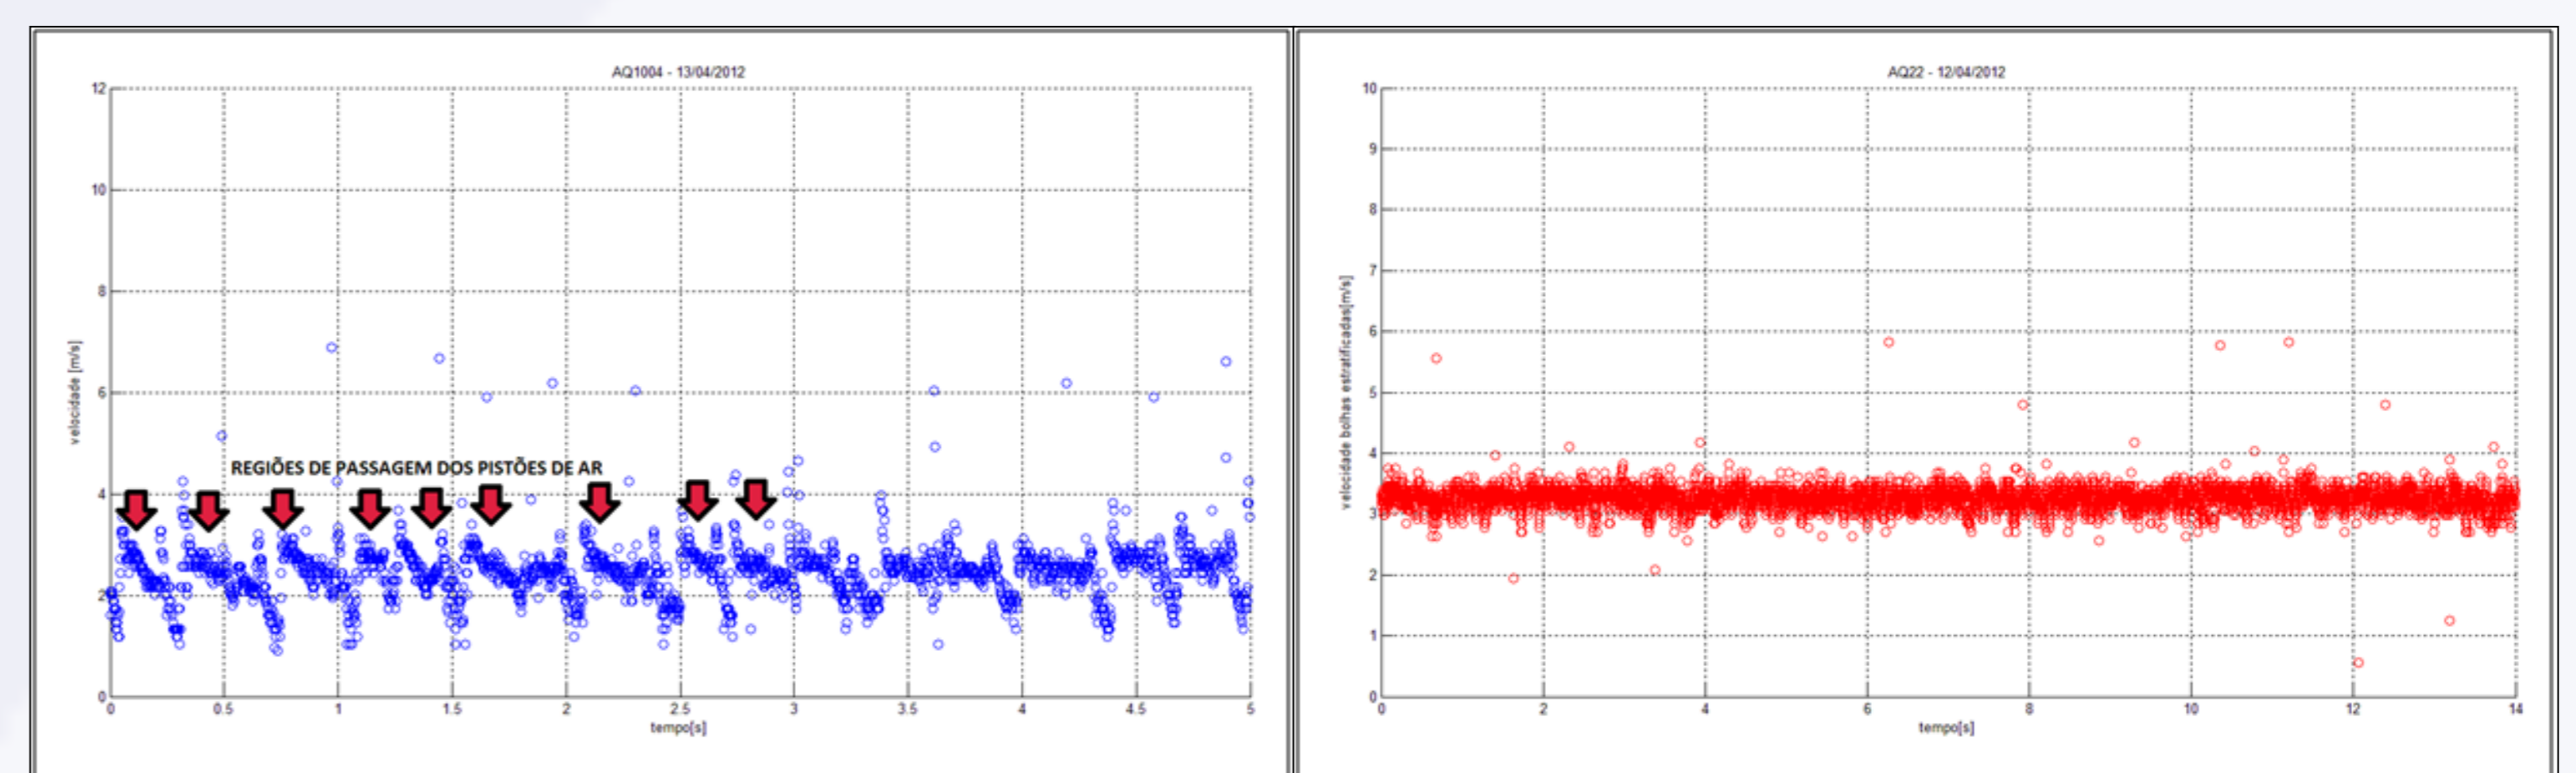 AQ1004 - 13/04/2012
12
10
8
6
4
2
0
velocidade [m/s]
REGIÕES DE PASSAGEM DOS PISTÕES DE AR
0 0.5 1 1.5 2 2.5 3 3.5 4 4.5 5
tempo[s]
AQ22 - 12/04/2012
10
9
8
7
6
5
4
3
2
1
0
velocidade bolhas estratificadas[m/s]
0 2 4 6 8 10 12 14
tempo[s]